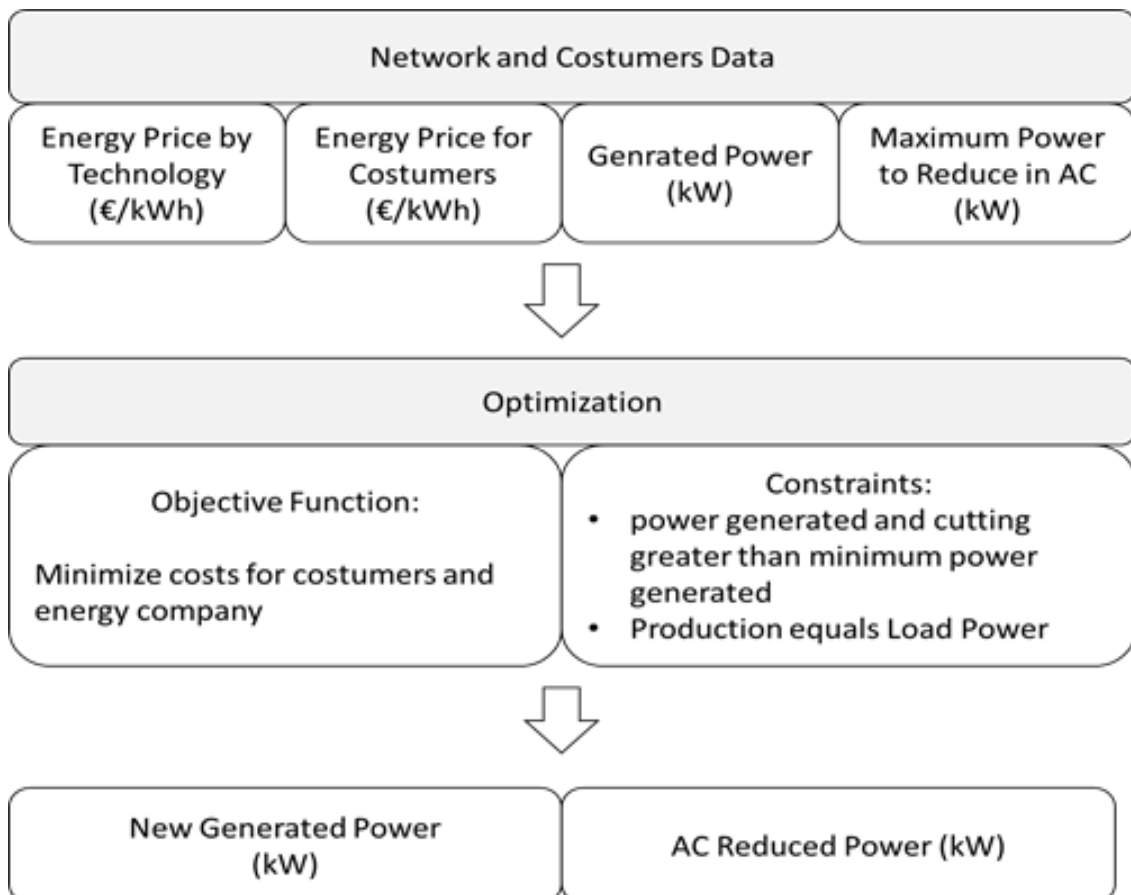 Network and Costumers Data
Energy Price by
Technology
(€/kWh)
Energy Price for
Costumers
(€/kWh)
Genrated Power
(kW)
Maximum Power
to Reduce in AC
(kW)
Optimization
Objective Function:
Minimize costs for costumers and
energy company
Constraints:
• power generated and cutting
greater than minimum power
generated
• Production equals Load Power
New Generated Power
(kW)
AC Reduced Power (kW)